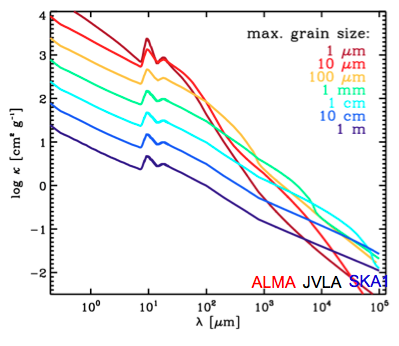 4
3
2
1
0
−1
−2
log κ [cm² g⁻¹]
max. grain size:
1 μm
10 μm
100 μm
1 mm
1 cm
10 cm
1 m
ALMA JVLA SKA1
10⁰ 10¹ 10² 10³ 10⁴ 10⁵
λ [μm]